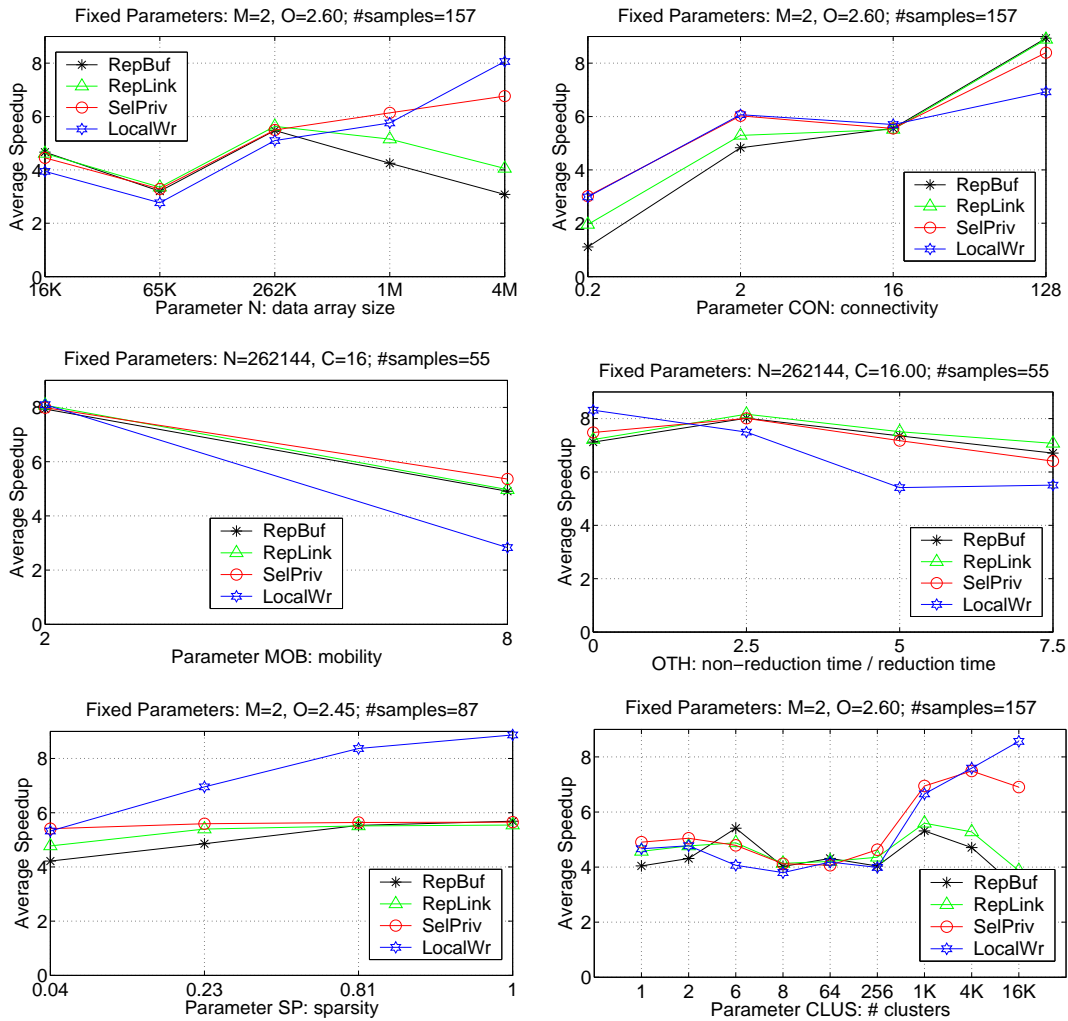 Fixed Parameters: M=2, O=2.60; #samples=157
Average Speedup
8
6
4
2
0
RepBuf
RepLink
SelPriv
LocalWr
16K 65K 262K 1M 4M
Parameter N: data array size
Fixed Parameters: M=2, O=2.60; #samples=157
Average Speedup
8
6
4
2
0
RepBuf
RepLink
SelPriv
LocalWr
0.2 2 16 128
Parameter CON: connectivity
Fixed Parameters: N=262144, C=16; #samples=55
Average Speedup
8
6
4
2
0
RepBuf
RepLink
SelPriv
LocalWr
2 8
Parameter MOB: mobility
Fixed Parameters: N=262144, C=16.00; #samples=55
Average Speedup
8
6
4
2
0
RepBuf
RepLink
SelPriv
LocalWr
0 2.5 5 7.5
OTH: non−reduction time / reduction time
Fixed Parameters: M=2, O=2.45; #samples=87
Average Speedup
8
6
4
2
0
RepBuf
RepLink
SelPriv
LocalWr
0.04 0.23 0.81 1
Parameter SP: sparsity
Fixed Parameters: M=2, O=2.60; #samples=157
Average Speedup
8
6
4
2
0
RepBuf
RepLink
SelPriv
LocalWr
1 2 6 8 64 256 1K 4K 16K
Parameter CLUS: # clusters